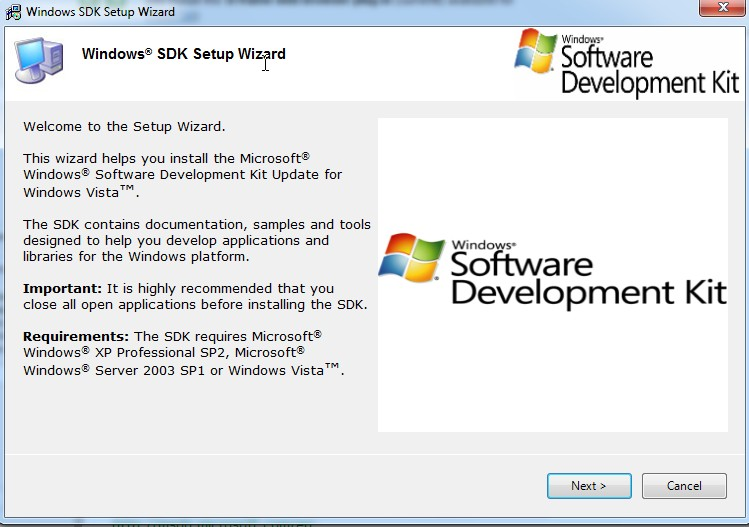 Windows SDK Setup Wizard
Windows® SDK Setup Wizard
Windows®
Software
Development Kit
Welcome to the Setup Wizard.
This wizard helps you install the Microsoft®
Windows® Software Development Kit Update for
Windows Vista™.
The SDK contains documentation, samples and tools
designed to help you develop applications and
libraries for the Windows platform.
Important: It is highly recommended that you
close all open applications before installing the SDK.
Requirements: The SDK requires Microsoft®
Windows® XP Professional SP2, Microsoft®
Windows® Server 2003 SP1 or Windows Vista™.
Windows®
Software
Development Kit
Next >
Cancel